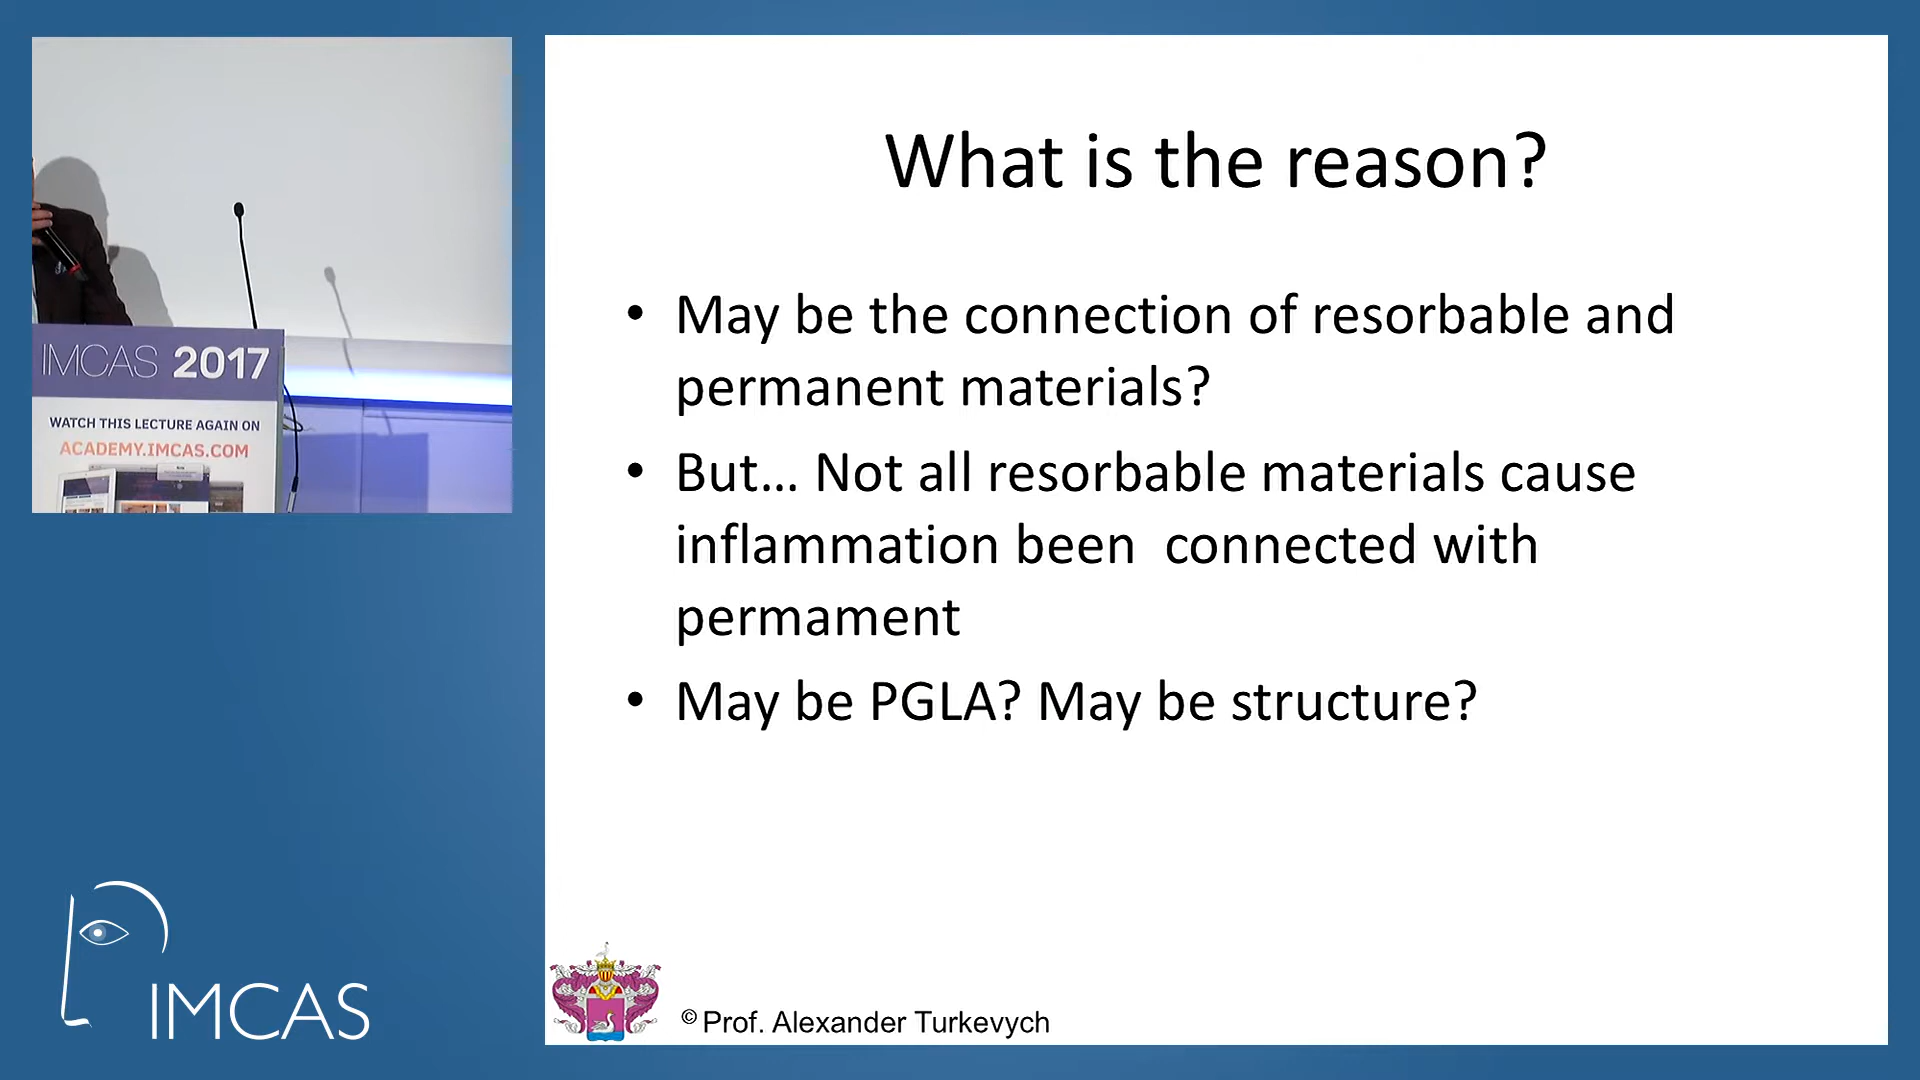 IMCAS 2017
WATCH THIS LECTURE AGAIN ON
ACADEMY.IMCAS.COM
IMCAS
What is the reason?
• May be the connection of resorbable and
permanent materials?
• But... Not all resorbable materials cause
inflammation been  connected with
permament
• May be PGLA? May be structure?
© Prof. Alexander Turkevych